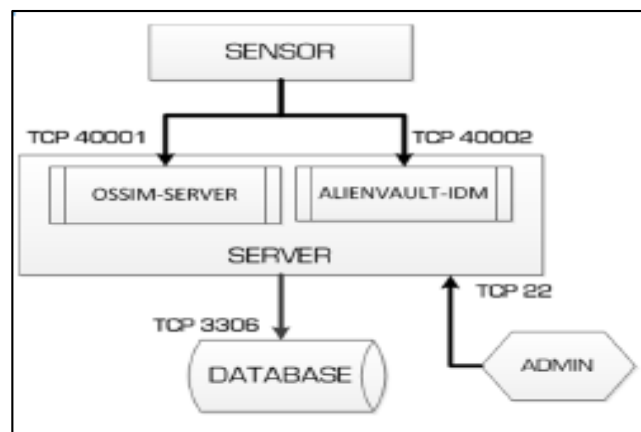 SENSOR
TCP 40001
TCP 40002
OSSIM-SERVER
ALIENVAULT-IDM
SERVER
TCP 22
TCP 3306
DATABASE
ADMIN